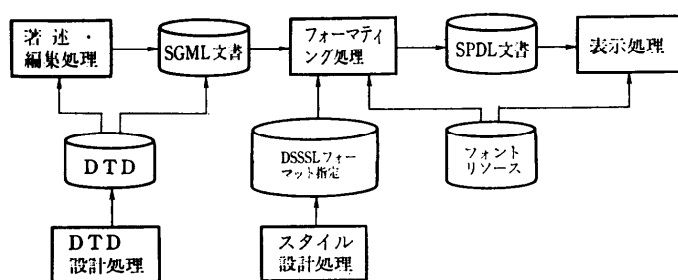 著述・
編集処理
SGML文書
フォーマティ
ング処理
SPDL文書
表示処理
DTD
DSSSLフォー
マット指定
フォント
リソース
DTD
設計処理
スタイル
設計処理